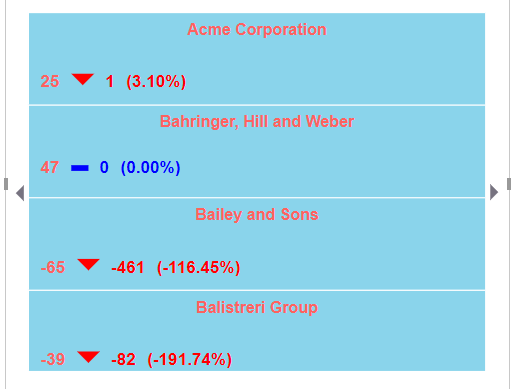 Acme Corporation
25 1 (3.10%)
Bahringer, Hill and Weber
47 0 (0.00%)
Bailey and Sons
-65 -461 (-116.45%)
Balistreri Group
-39 -82 (-191.74%)